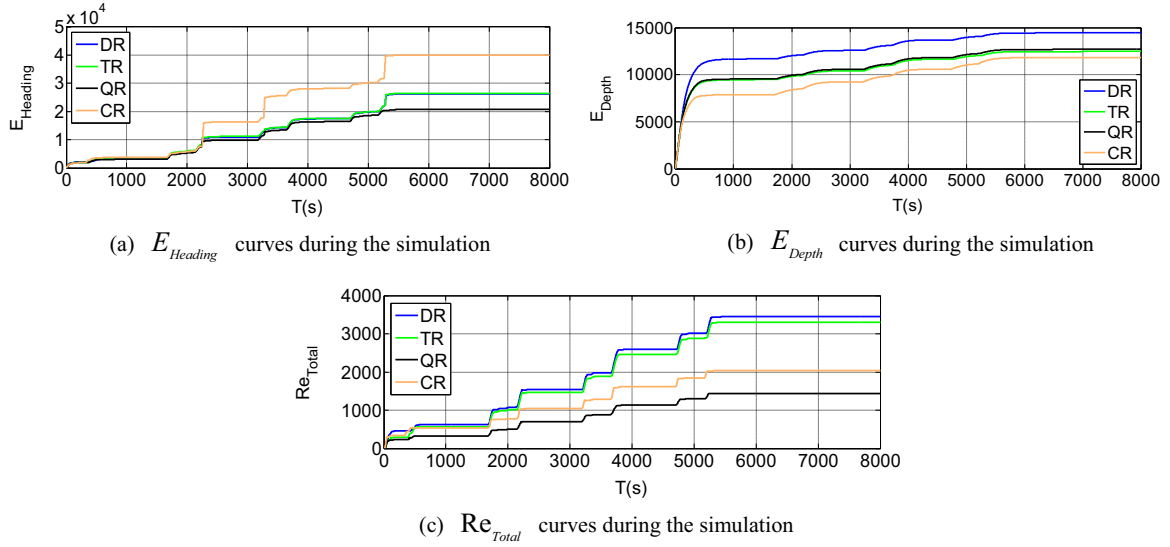 5 x 10⁴
4
3
2
1
0
E_Heading
DR
TR
QR
CR
0 1000 2000 3000 4000 5000 6000 7000 8000
T(s)
(a) E_Heading curves during the simulation
15000
10000
5000
0
E_Depth
DR
TR
QR
CR
0 1000 2000 3000 4000 5000 6000 7000 8000
T(s)
(b) E_Depth curves during the simulation
4000
3000
2000
1000
0
Re_Total
DR
TR
QR
CR
0 1000 2000 3000 4000 5000 6000 7000 8000
T(s)
(c) Re_Total curves during the simulation